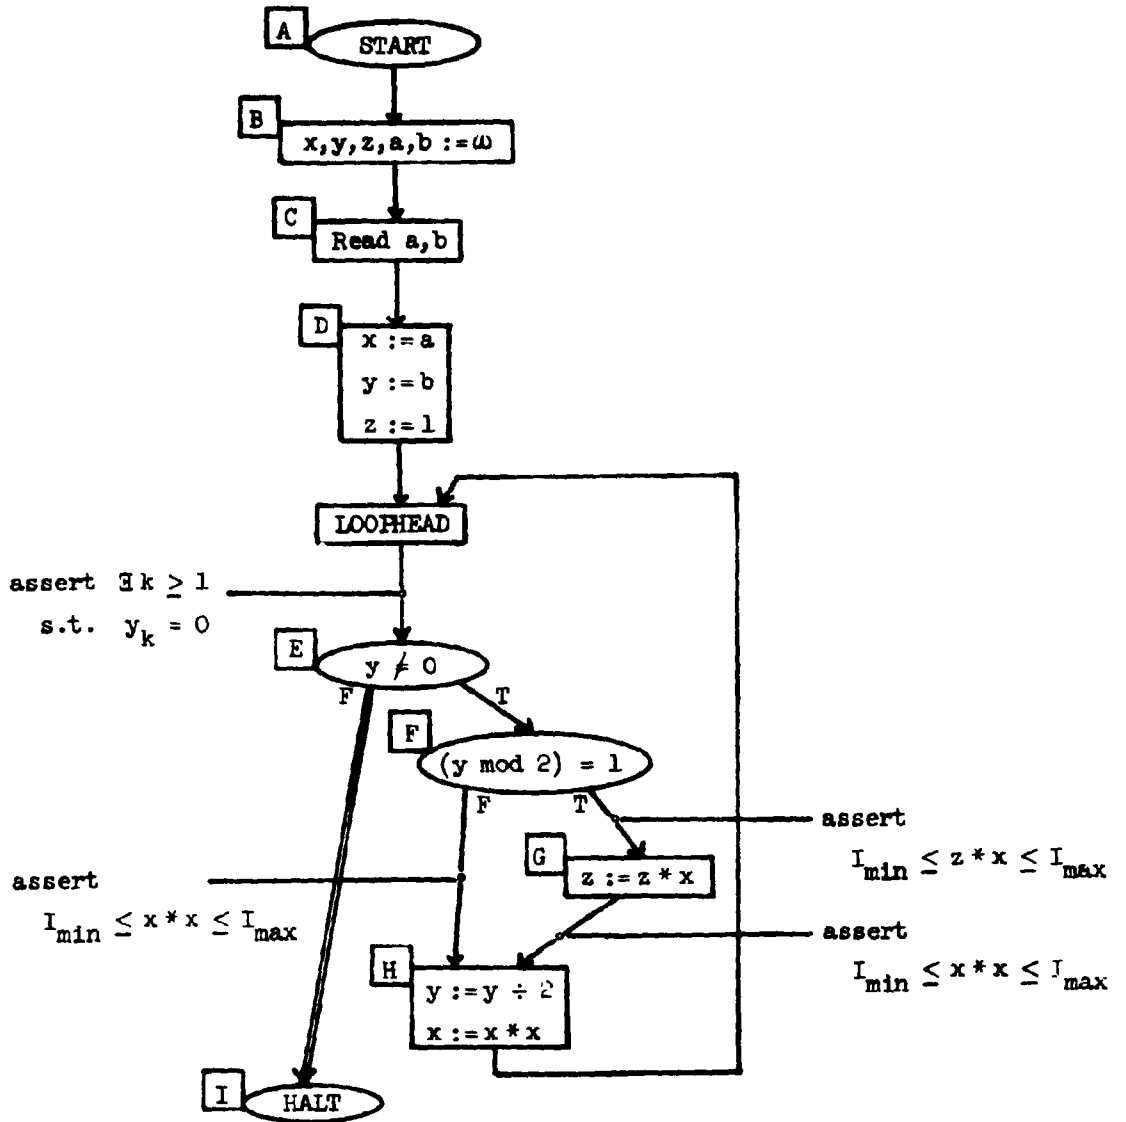 A
START
B
x,y,z,a,b := ω
C
Read a,b
D
x := a
y := b
z := 1
LOOPHEAD
assert ∃k ≥ 1
s.t. y_k = 0
E
y ≠ 0
F
T
F
(y mod 2) = 1
F
T
assert
I_min ≤ z * x ≤ I_max
G
z := z * x
assert
I_min ≤ x * x ≤ I_max
assert
I_min ≤ x * x ≤ I_max
H
y := y ÷ 2
x := x * x
I
HALT